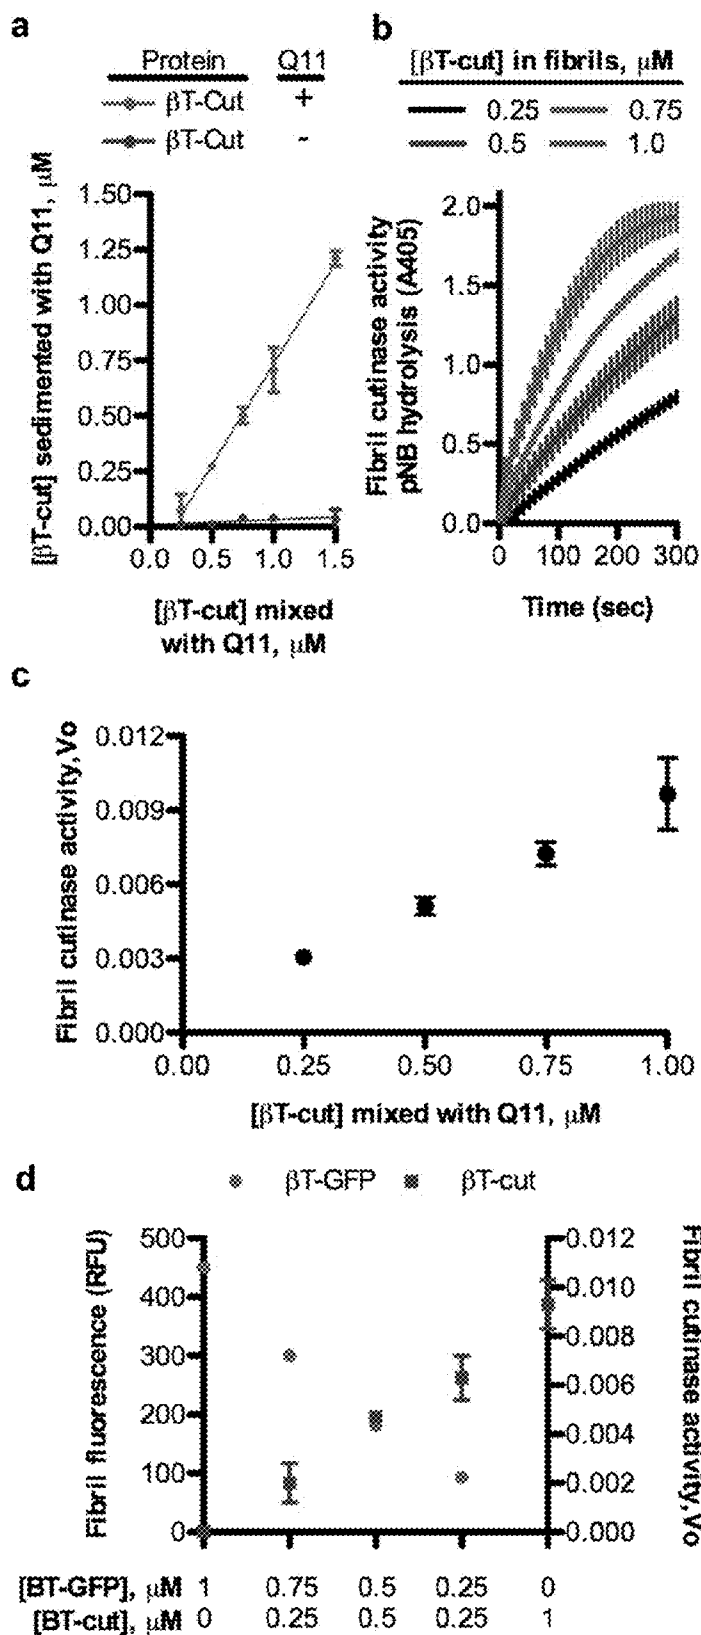 a
Protein Q11
βT-Cut +
βT-Cut -
[βT-cut] sedimented with Q11, μM
1.50
1.25
1.00
0.75
0.50
0.25
0.00
0.0 0.5 1.0 1.5
[βT-cut] mixed
with Q11, μM
b
[βT-cut] in fibrils, μM
0.25 0.75
0.5 1.0
Fibril cutinase activity
pNB hydrolysis (A405)
2.0
1.5
1.0
0.5
0.0
0 100 200 300
Time (sec)
c
Fibril cutinase activity,Vo
0.012
0.009
0.006
0.003
0.000
0.00 0.25 0.50 0.75 1.00
[βT-cut] mixed with Q11, μM
d
βT-GFP βT-cut
Fibril fluorescence (RFU)
500
400
300
200
100
0
0.012
0.010
0.008
0.006
0.004
0.002
0.000
Fibril cutinase activity,Vo
[BT-GFP], μM 1 0.75 0.5 0.25 0
[BT-cut], μM 0 0.25 0.5 0.25 1